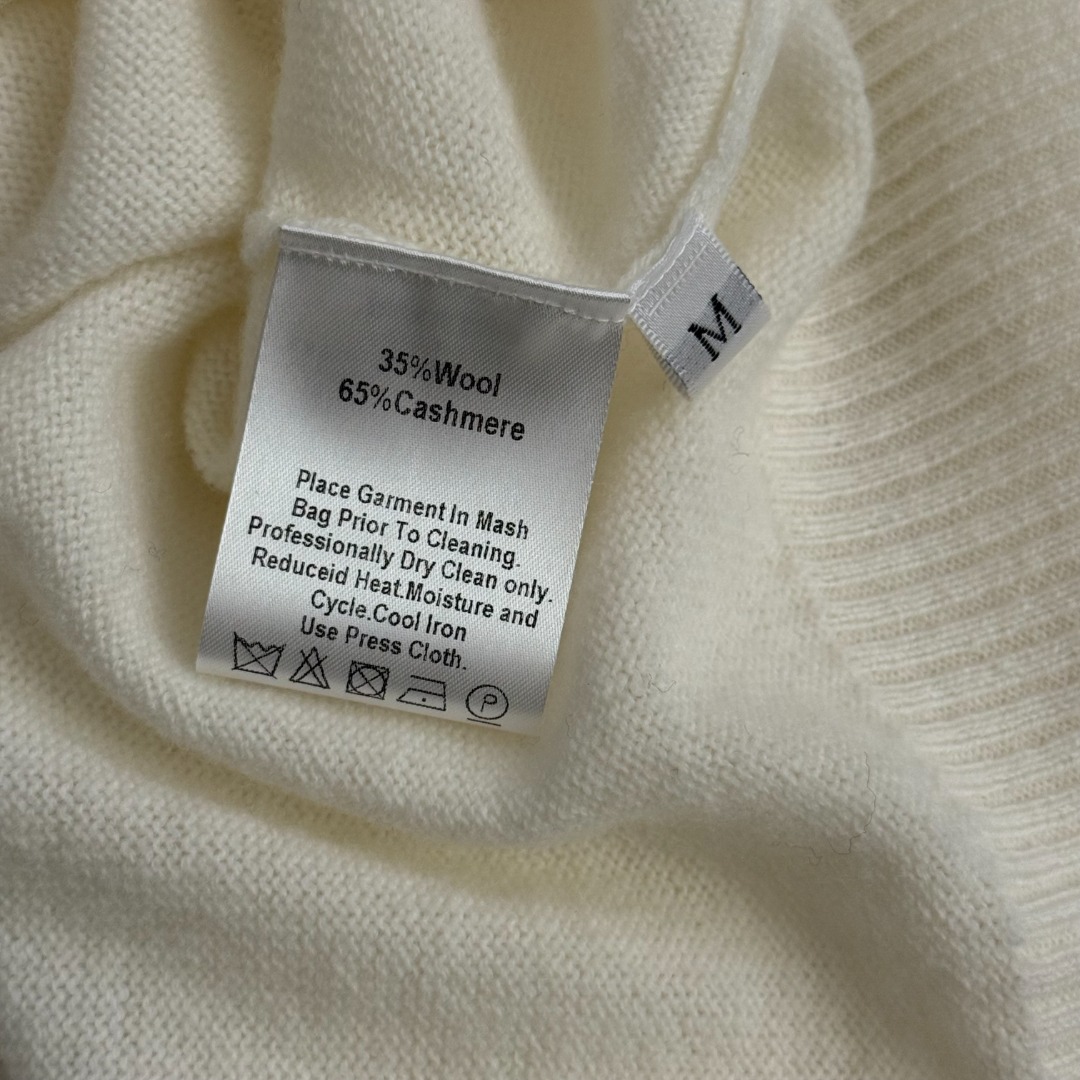 35%Wool
65%Cashmere
Place Garment In Mash
Bag Prior To Cleaning.
Professionally Dry Clean only.
Reduceid Heat.Moisture and
Cycle.Cool Iron
Use Press Cloth.
P
M